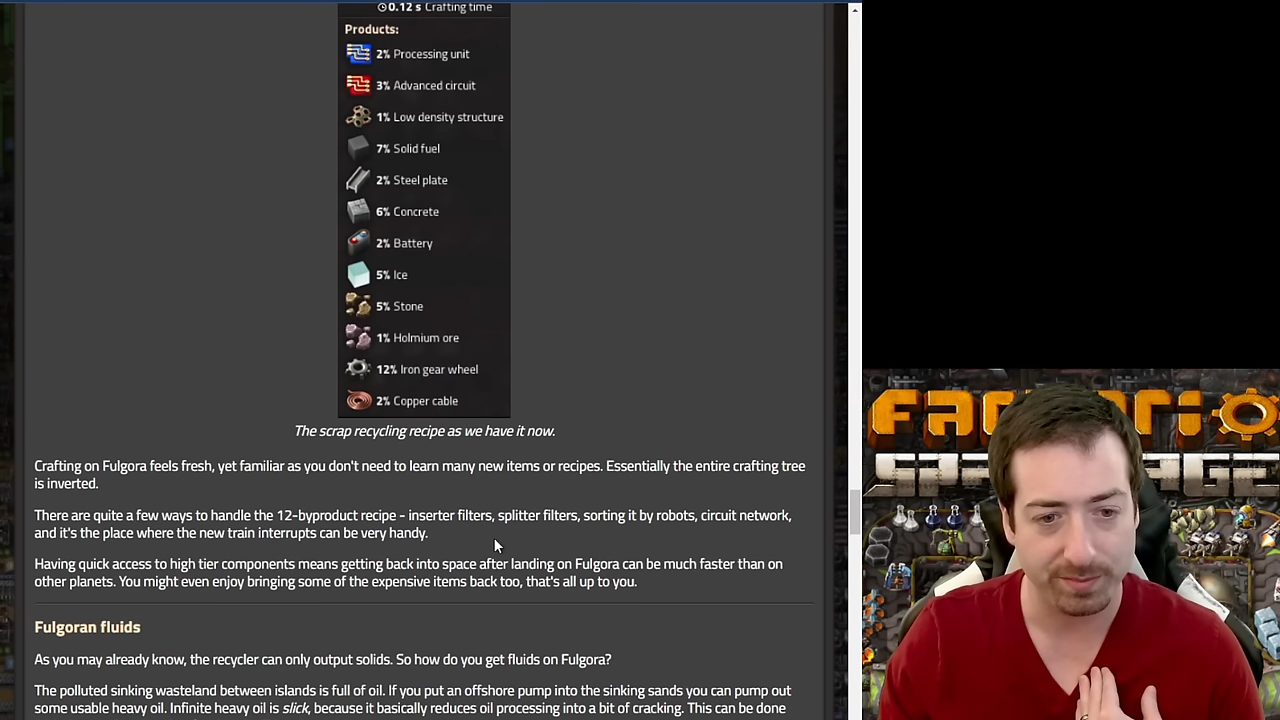 0.12 s Crafting time
Products:
2% Processing unit
3% Advanced circuit
1% Low density structure
7% Solid fuel
2% Steel plate
6% Concrete
2% Battery
5% Ice
5% Stone
1% Holmium ore
12% Iron gear wheel
2% Copper cable
The scrap recycling recipe as we have it now.
Crafting on Fulgora feels fresh, yet familiar as you don't need to learn many new items or recipes. Essentially the entire crafting tree
is inverted.
There are quite a few ways to handle the 12-byproduct recipe - inserter filters, splitter filters, sorting it by robots, circuit network,
and it's the place where the new train interrupts can be very handy.
Having quick access to high tier components means getting back into space after landing on Fulgora can be much faster than on
other planets. You might even enjoy bringing some of the expensive items back too, that's all up to you.
Fulgoran fluids
As you may already know, the recycler can only output solids. So how do you get fluids on Fulgora?
The polluted sinking wasteland between islands is full of oil. If you put an offshore pump into the sinking sands you can pump out
some usable heavy oil. Infinite heavy oil is slick, because it basically reduces oil processing into a bit of cracking. This can be done